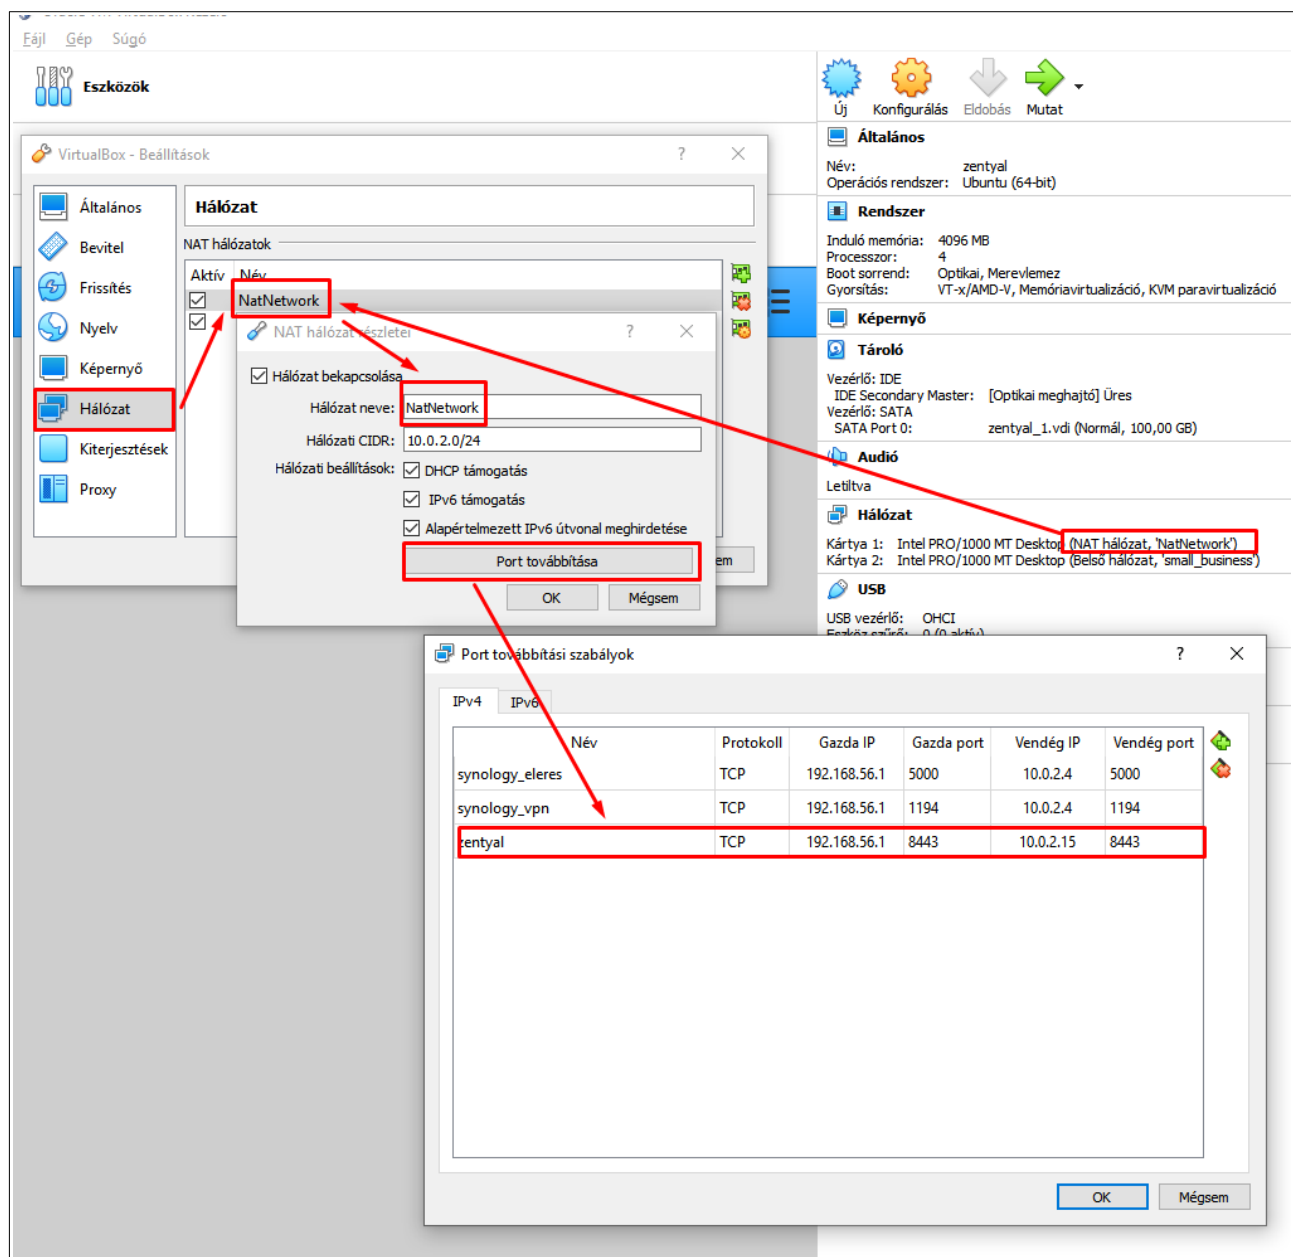 Fájl Gép Súgó
Eszközök
Új Konfigurálás Eldobás Mutat
Általános
Név: zentyal
Operációs rendszer: Ubuntu (64-bit)
Rendszer
Induló memória: 4096 MB
Processzor: 4
Boot sorrend: Optikai, Merevlemez
Gyorsítás: VT-x/AMD-V, Memóriavirtualizáció, KVM paravirtualizáció
Képernyő
Tároló
Vezérlő: IDE
IDE Secondary Master: [Optikai meghajtó] Üres
Vezérlő: SATA
SATA Port 0: zentyal_1.vdi (Normál, 100,00 GB)
Audió
Letiltva
Hálózat
Kártya 1: Intel PRO/1000 MT Desktop (NAT hálózat, 'NatNetwork')
Kártya 2: Intel PRO/1000 MT Desktop (Belső hálózat, 'small_business')
USB
USB vezérlő: OHCI
Eszköz szűrő: 0 (0 aktív)
VirtualBox - Beállítások
Általános
Bevitel
Frissítés
Nyelv
Képernyő
Hálózat
Kiterjesztések
Proxy
Hálózat
NAT hálózatok
Aktív Név
NatNetwork
NAT hálózat részletei
Hálózat bekapcsolása
Hálózat neve: NatNetwork
Hálózati CIDR: 10.0.2.0/24
Hálózati beállítások: DHCP támogatás
IPv6 támogatás
Alapértelmezett IPv6 útvonal meghirdetése
Port továbbítása
OK Mégsem
em
Port továbbítási szabályok
IPv4 IPv6
Név Protokoll Gazda IP Gazda port Vendég IP Vendég port
synology_eleres TCP 192.168.56.1 5000 10.0.2.4 5000
synology_vpn TCP 192.168.56.1 1194 10.0.2.4 1194
zentyal TCP 192.168.56.1 8443 10.0.2.15 8443
OK Mégsem